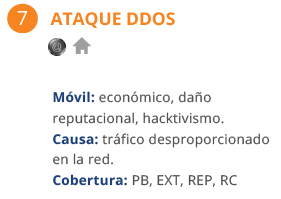 7 ATAQUE DDOS
@
Móvil: económico, daño
reputacional, hacktivismo.
Causa: tráfico desproporcionado
en la red.
Cobertura: PB, EXT, REP, RC